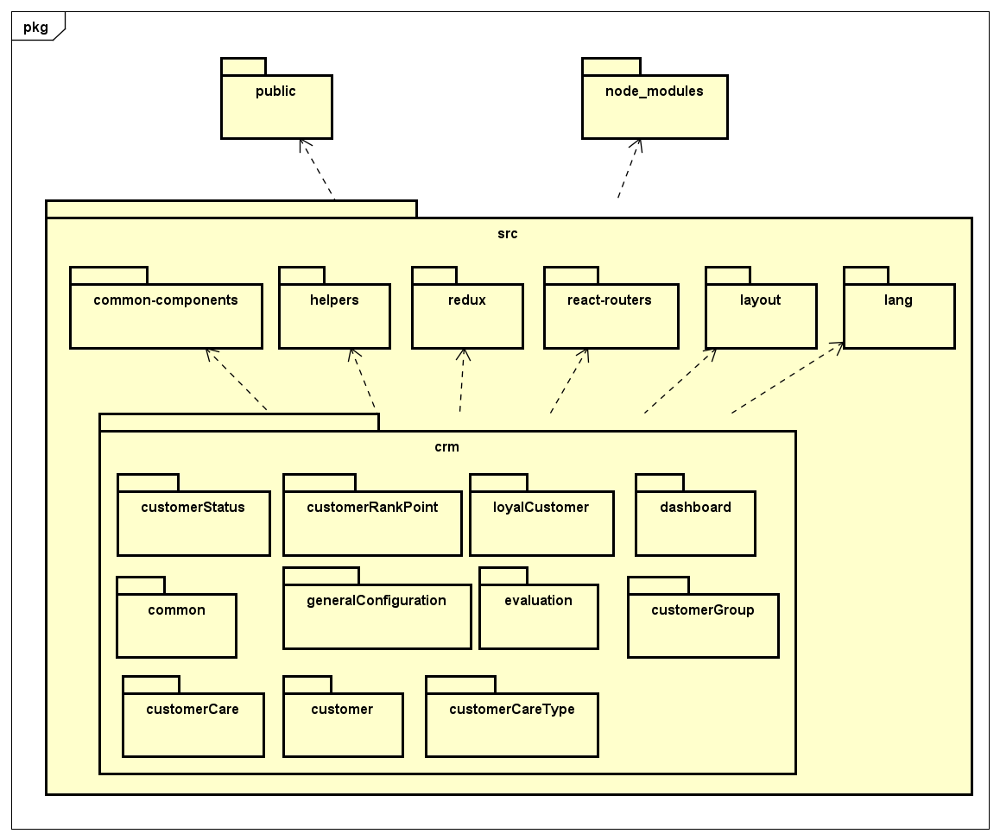 pkg
public
node_modules
src
common-components
helpers
redux
react-routers
layout
lang
crm
customerStatus
customerRankPoint
loyalCustomer
dashboard
common
generalConfiguration
evaluation
customerGroup
customerCare
customer
customerCareType